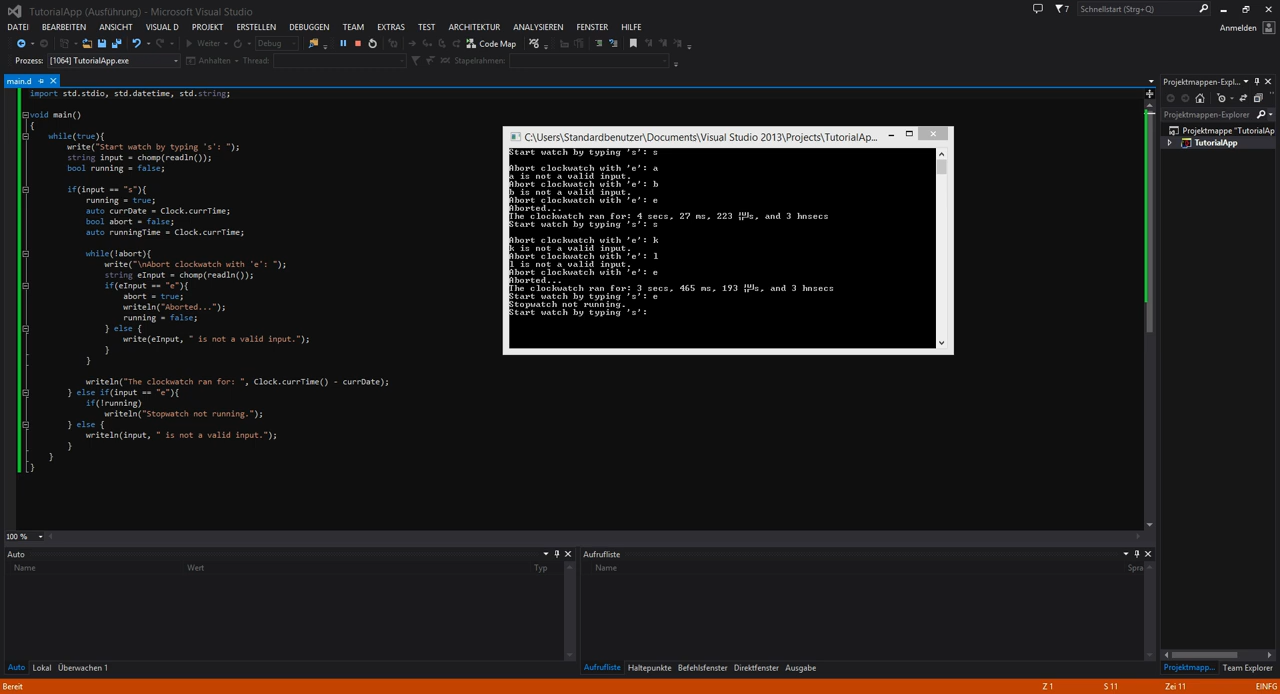 TutorialApp (Ausführung) - Microsoft Visual Studio
7
Schnellstart (Strg+Q)
DATEI BEARBEITEN ANSICHT VISUAL D PROJEKT ERSTELLEN DEBUGGEN TEAM EXTRAS TEST ARCHITEKTUR ANALYSIEREN FENSTER HILFE
Anmelden
Weiter Debug Code Map
Prozess: [1064] TutorialApp.exe Anhalten Thread: Stapelrahmen:
main.d
import std.stdio, std.datetime, std.string;
void main()
{
while(true){
write("Start watch by typing 's': ");
string input = chomp(readln());
bool running = false;
if(input == "s"){
running = true;
auto currDate = Clock.currTime;
bool abort = false;
auto runningTime = Clock.currTime;
while(!abort){
write("\nAbort clockwatch with 'e': ");
string eInput = chomp(readln());
if(eInput == "e"){
abort = true;
writeln("Aborted...");
running = false;
} else {
write(eInput, " is not a valid input.");
}
}
writeln("The clockwatch ran for: ", Clock.currTime() - currDate);
} else if(input == "e"){
if(!running)
writeln("Stopwatch not running.");
} else {
writeln(input, " is not a valid input.");
}
}
}
C:\Users\Standardbenutzer\Documents\Visual Studio 2013\Projects\TutorialAp...
Start watch by typing 's': s
Abort clockwatch with 'e': a
a is not a valid input.
Abort clockwatch with 'e': b
b is not a valid input.
Abort clockwatch with 'e': e
Aborted...
The clockwatch ran for: 4 secs, 27 ms, 223 s, and 3 hnsecs
Start watch by typing 's': s
Abort clockwatch with 'e': k
k is not a valid input.
Abort clockwatch with 'e': l
l is not a valid input.
Abort clockwatch with 'e': e
Aborted...
The clockwatch ran for: 3 secs, 465 ms, 193 s, and 3 hnsecs
Start watch by typing 's': e
Stopwatch not running.
Start watch by typing 's':
Projektmappen-Expl...
Projektmappen-Explorer
Projektmappe "TutorialAp
TutorialApp
100 %
Auto
Name Wert Typ
Aufrufliste
Name Spra
Auto Lokal Überwachen 1
Aufrufliste Haltepunkte Befehlsfenster Direktfenster Ausgabe
Projektmapp... Team Explorer
Bereit Z 1 S 11 Zei 11 EINFG